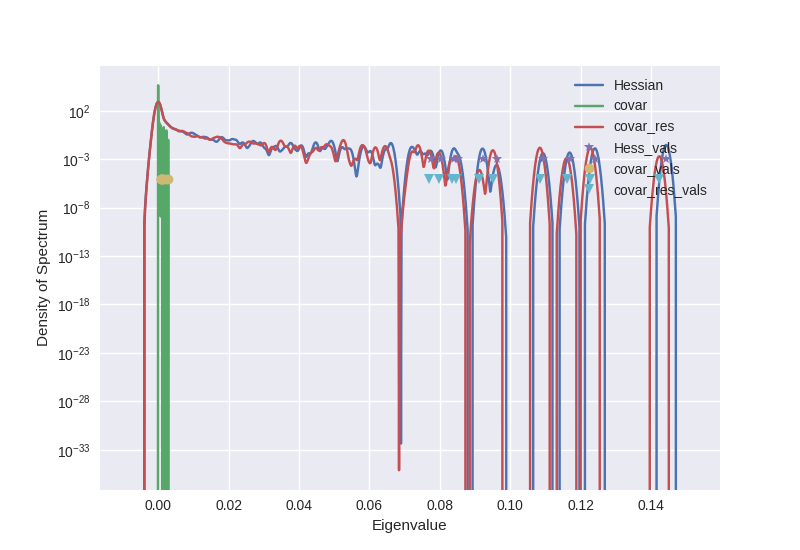 Hessian
covar
covar_res
Hess_vals
covar_vals
covar_res_vals
10^2
10^-3
10^-8
10^-13
10^-18
10^-23
10^-28
10^-33
Density of Spectrum
0.00 0.02 0.04 0.06 0.08 0.10 0.12 0.14
Eigenvalue